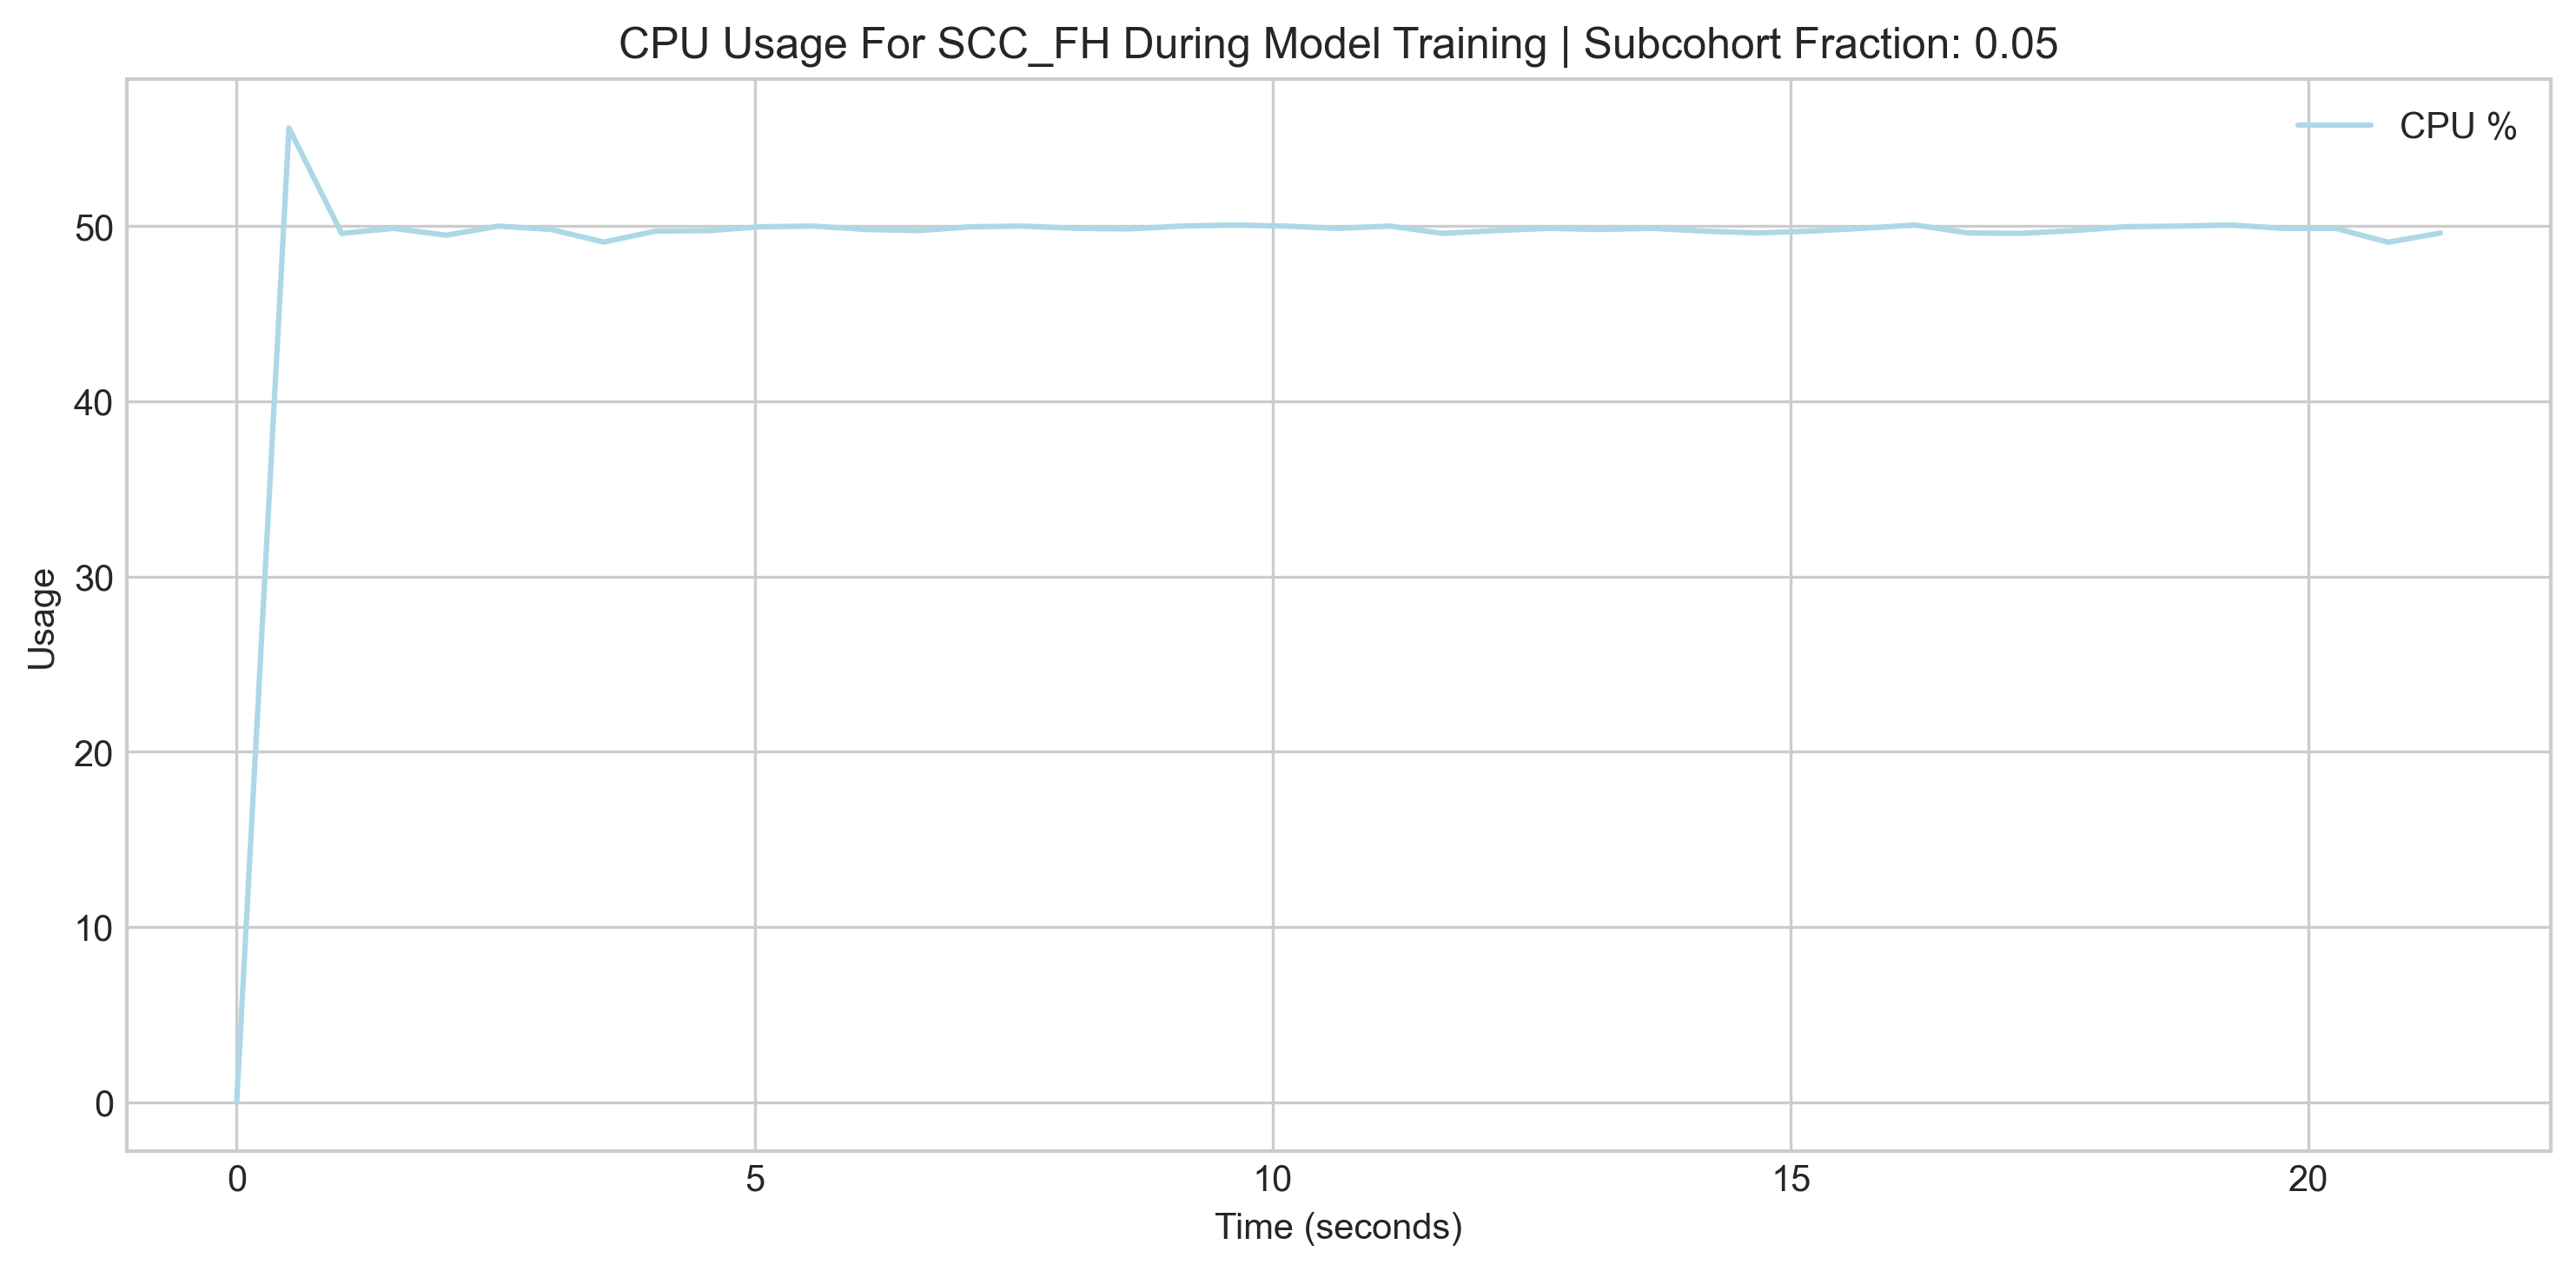 CPU Usage For SCC_FH During Model Training | Subcohort Fraction: 0.05
CPU %
50
40
30
20
10
0
Usage
0 5 10 15 20
Time (seconds)